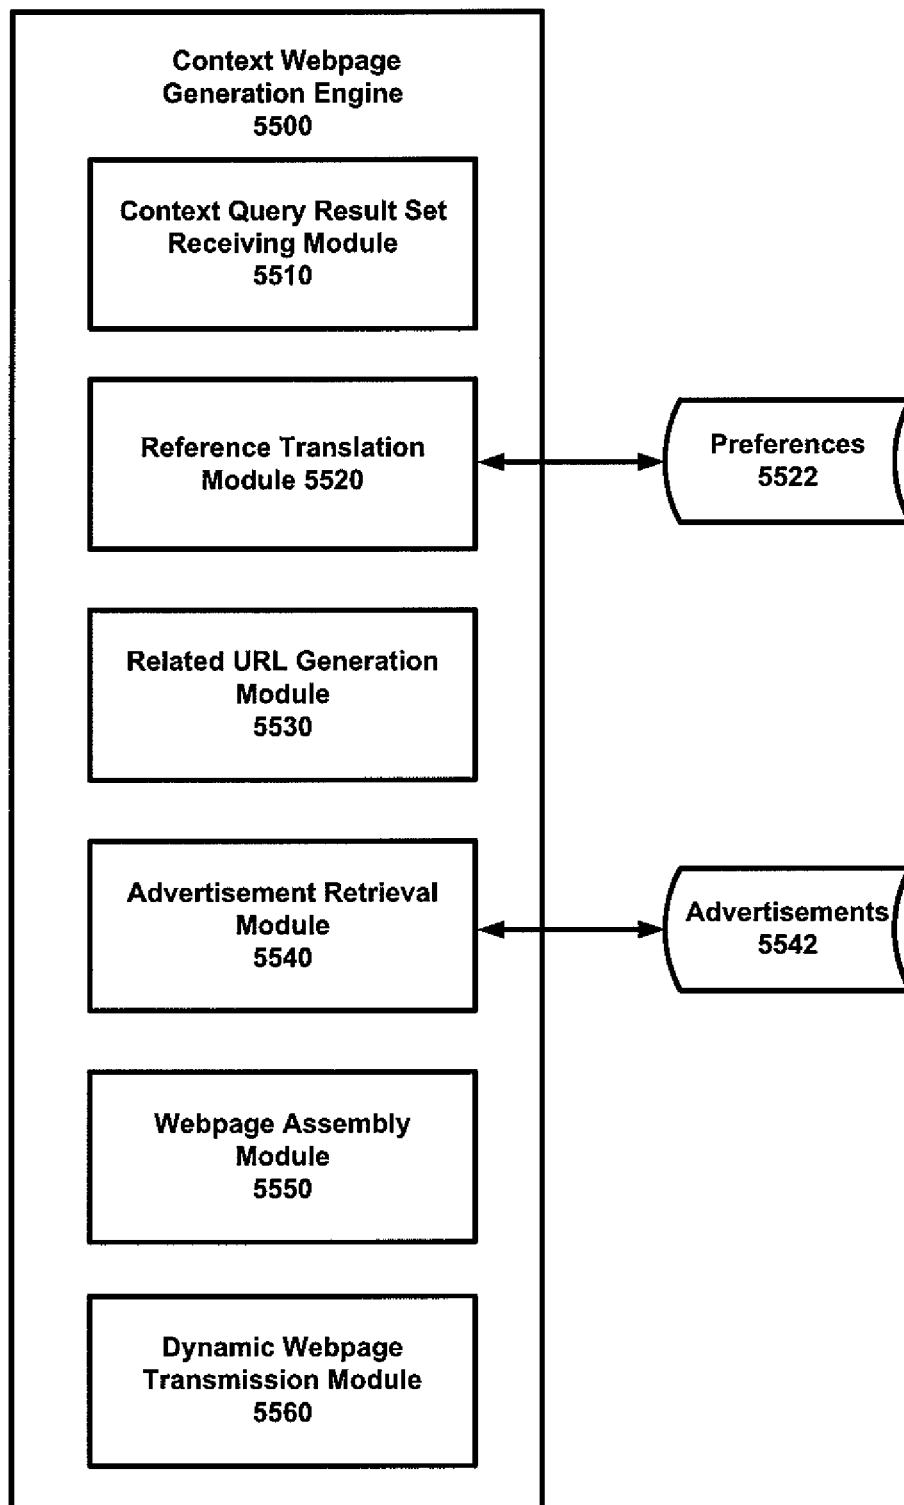 Context Webpage
Generation Engine
5500
Context Query Result Set
Receiving Module
5510
Reference Translation
Module 5520
Preferences
5522
Related URL Generation
Module
5530
Advertisement Retrieval
Module
5540
Advertisements
5542
Webpage Assembly
Module
5550
Dynamic Webpage
Transmission Module
5560